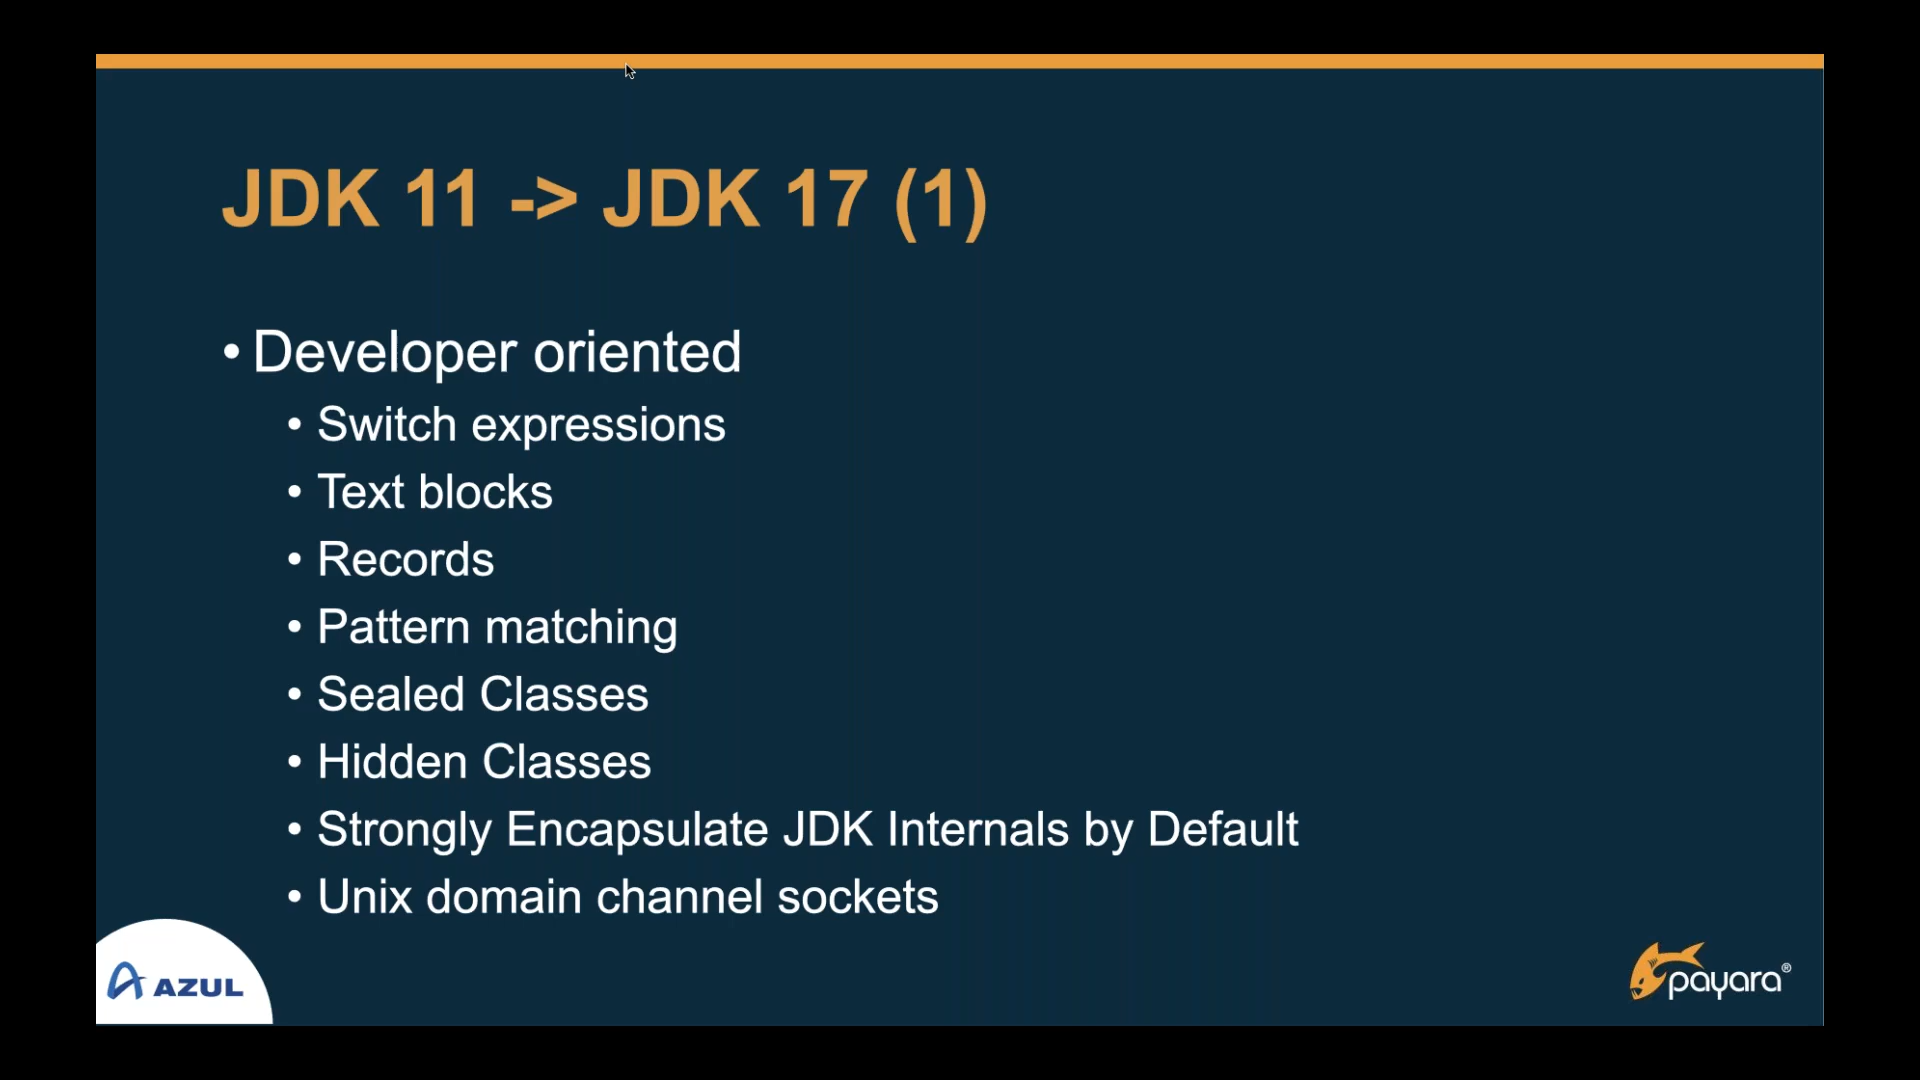 JDK 11 -> JDK 17 (1)
• Developer oriented
• Switch expressions
• Text blocks
• Records
• Pattern matching
• Sealed Classes
• Hidden Classes
• Strongly Encapsulate JDK Internals by Default
• Unix domain channel sockets
AZUL
payara®